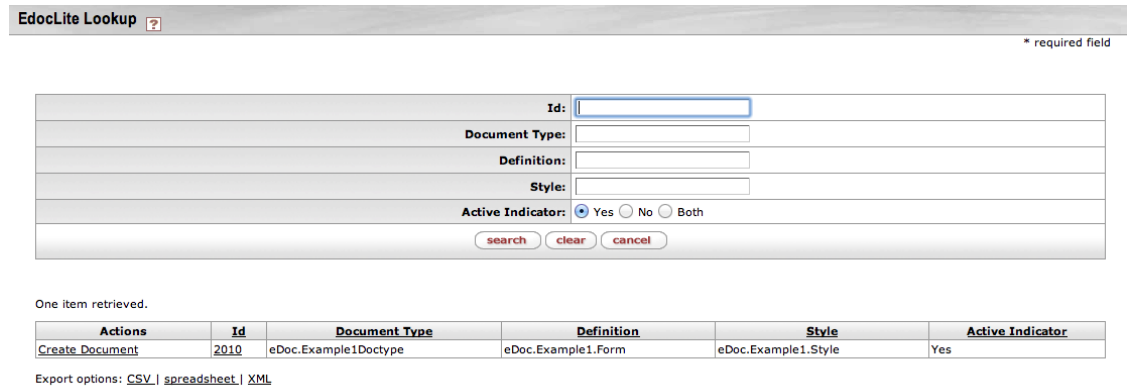 EdocLite Lookup ?
* required field
Id:
Document Type:
Definition:
Style:
Active Indicator: Yes No Both
search clear cancel
One item retrieved.
Actions Id Document Type Definition Style Active Indicator
Create Document 2010 eDoc.Example1Doctype eDoc.Example1.Form eDoc.Example1.Style Yes
Export options: CSV | spreadsheet | XML